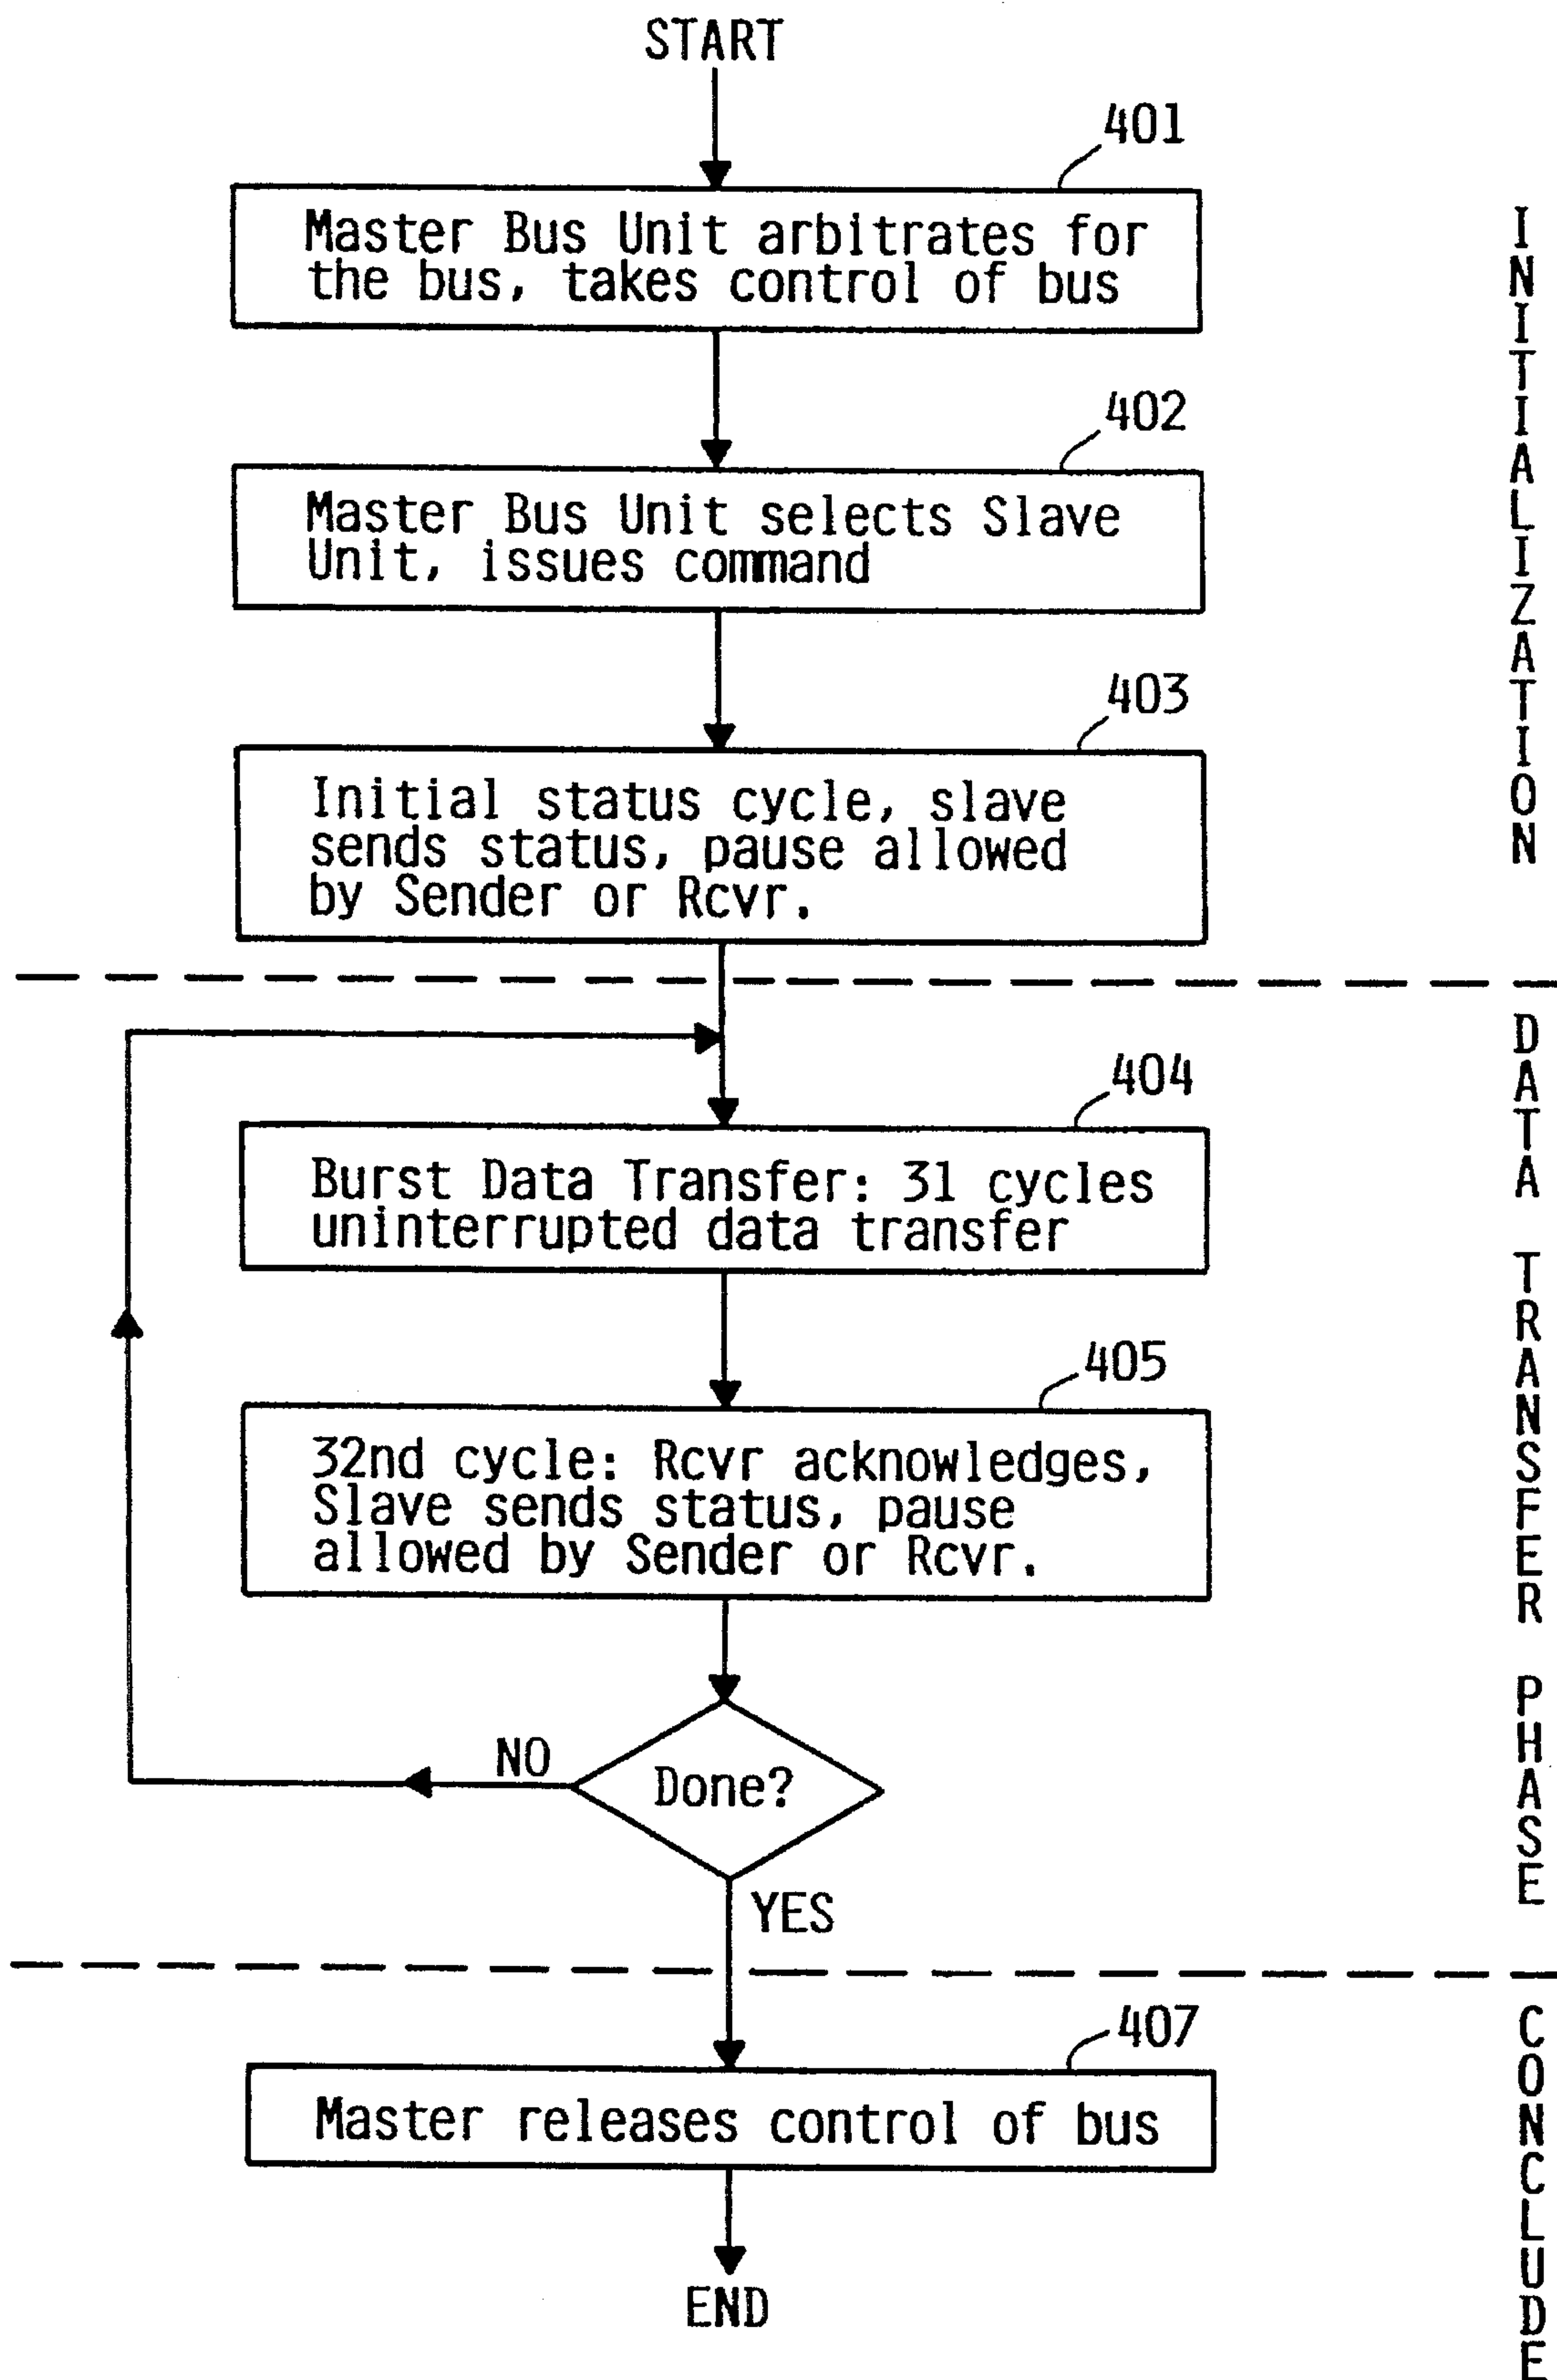 START
401
Master Bus Unit arbitrates for
the bus, takes control of bus
402
Master Bus Unit selects Slave
Unit, issues command
403
Initial status cycle, slave
sends status, pause allowed
by Sender or Rcvr.
INITIALIZATION
404
Burst Data Transfer: 31 cycles
uninterrupted data transfer
405
32nd cycle: Rcvr acknowledges,
Slave sends status, pause
allowed by Sender or Rcvr.
NO
Done?
YES
DATA TRANSFER PHASE
407
Master releases control of bus
END
CONCLUDE